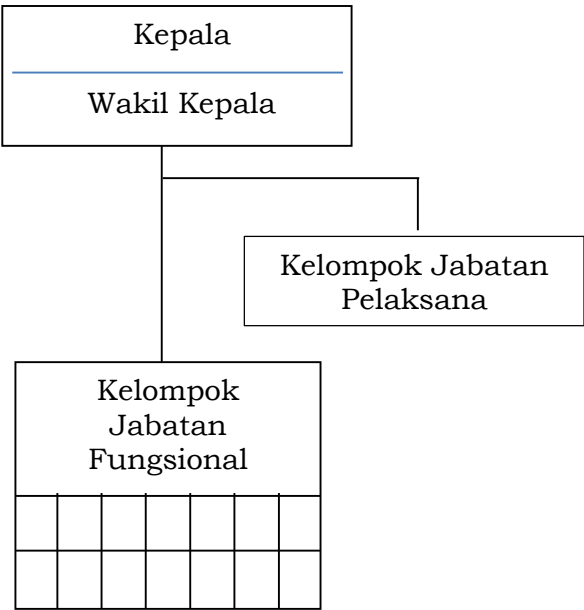 Kepala
Wakil Kepala
Kelompok Jabatan
Pelaksana
Kelompok
Jabatan
Fungsional